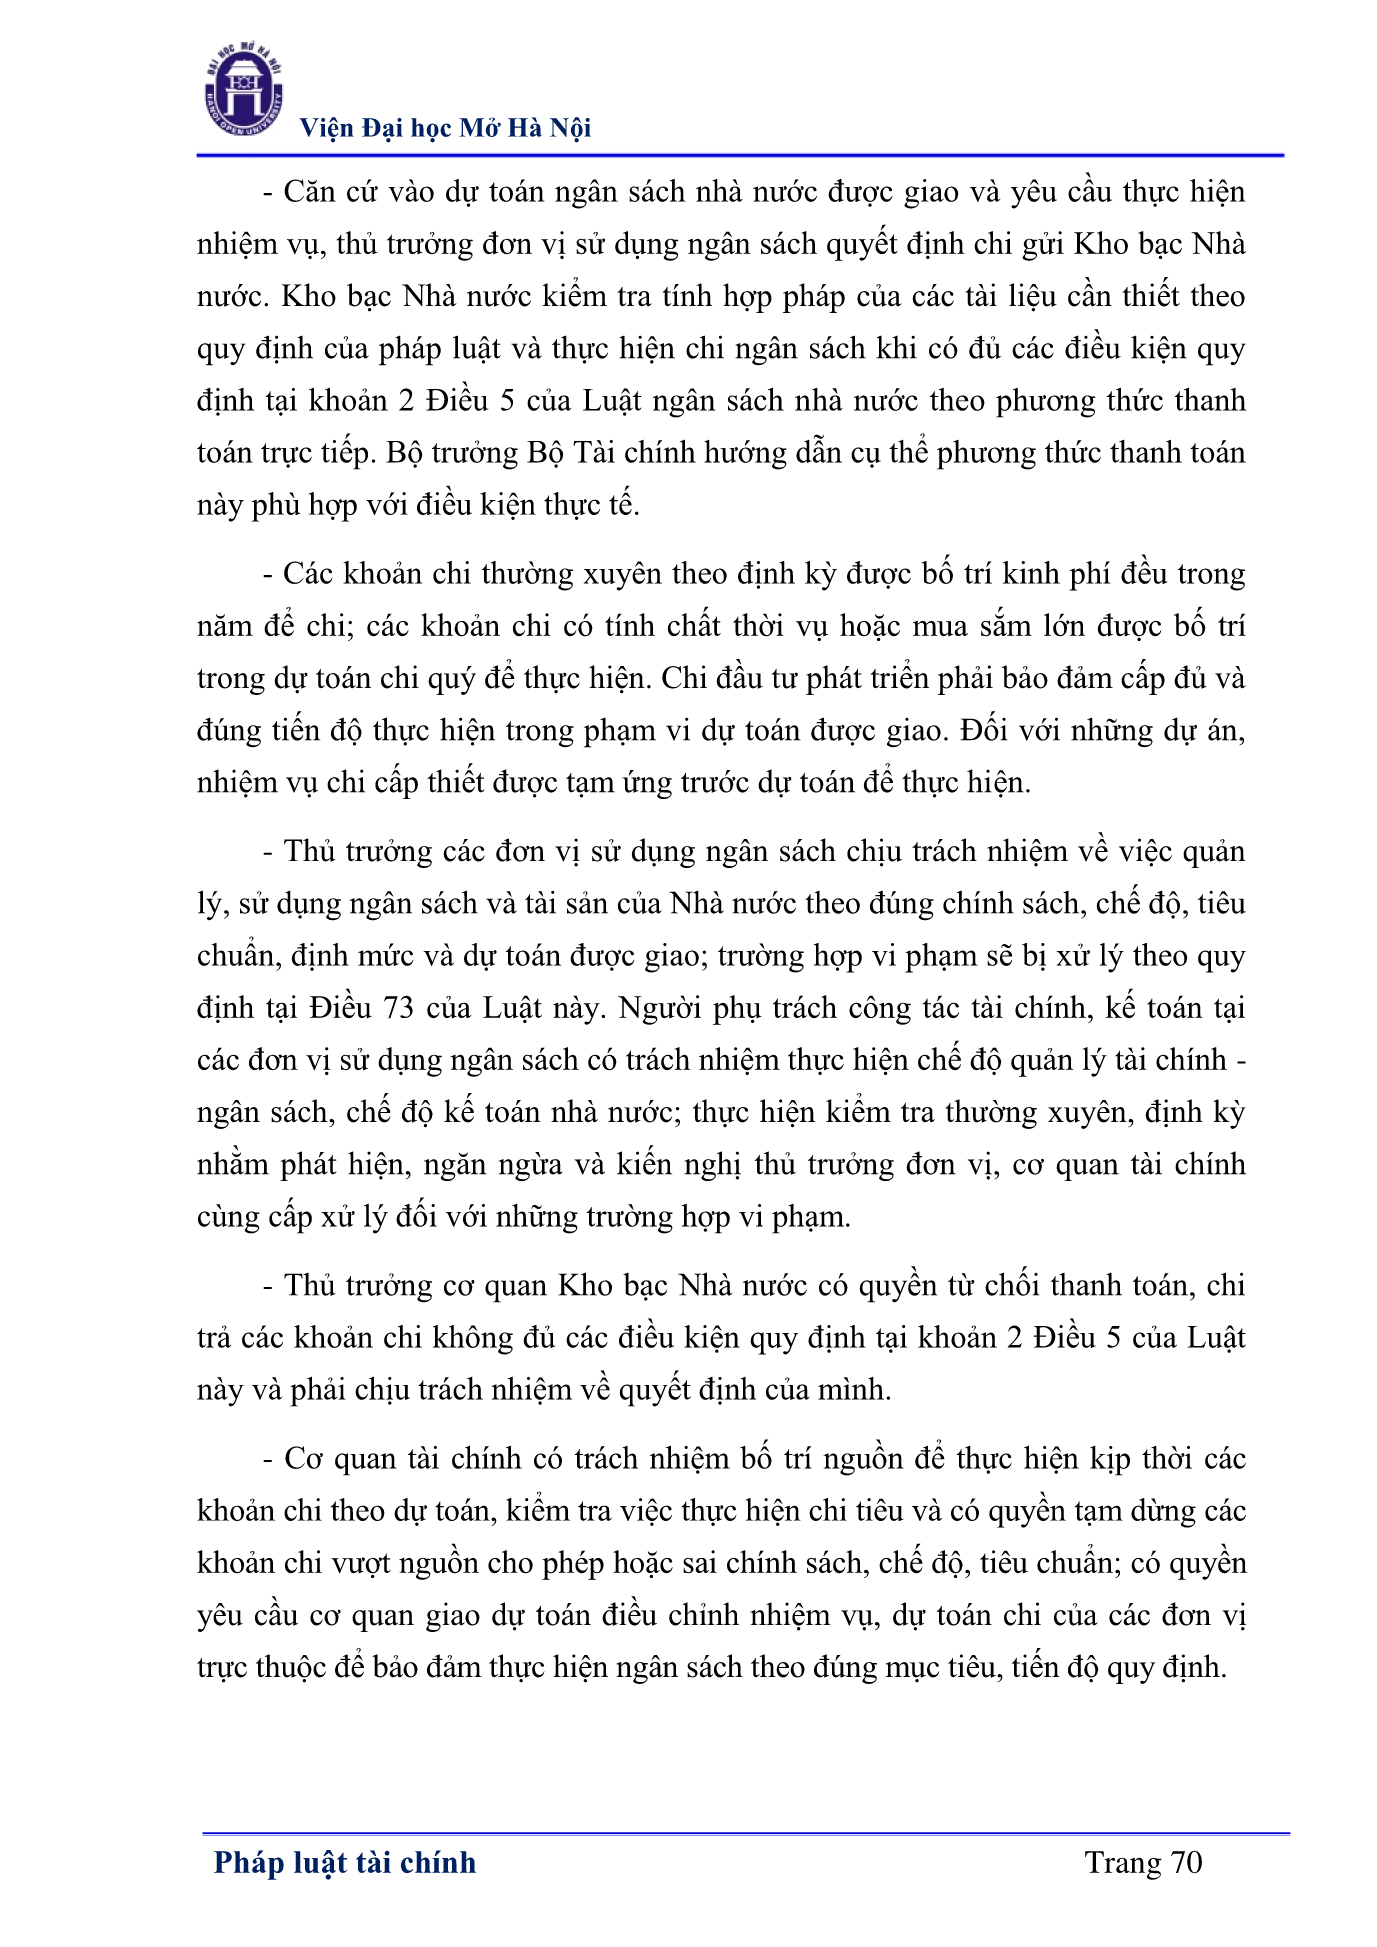 ĐẠI HỌC MỞ HÀ NỘI
HANOI OPEN UNIVERSITY
Viện Đại học Mở Hà Nội
- Căn cứ vào dự toán ngân sách nhà nước được giao và yêu cầu thực hiện
nhiệm vụ, thủ trưởng đơn vị sử dụng ngân sách quyết định chi gửi Kho bạc Nhà
nước. Kho bạc Nhà nước kiểm tra tính hợp pháp của các tài liệu cần thiết theo
quy định của pháp luật và thực hiện chi ngân sách khi có đủ các điều kiện quy
định tại khoản 2 Điều 5 của Luật ngân sách nhà nước theo phương thức thanh
toán trực tiếp. Bộ trưởng Bộ Tài chính hướng dẫn cụ thể phương thức thanh toán
này phù hợp với điều kiện thực tế.
- Các khoản chi thường xuyên theo định kỳ được bố trí kinh phí đều trong
năm để chi; các khoản chi có tính chất thời vụ hoặc mua sắm lớn được bố trí
trong dự toán chi quý để thực hiện. Chi đầu tư phát triển phải bảo đảm cấp đủ và
đúng tiến độ thực hiện trong phạm vi dự toán được giao. Đối với những dự án,
nhiệm vụ chi cấp thiết được tạm ứng trước dự toán để thực hiện.
- Thủ trưởng các đơn vị sử dụng ngân sách chịu trách nhiệm về việc quản
lý, sử dụng ngân sách và tài sản của Nhà nước theo đúng chính sách, chế độ, tiêu
chuẩn, định mức và dự toán được giao; trường hợp vi phạm sẽ bị xử lý theo quy
định tại Điều 73 của Luật này. Người phụ trách công tác tài chính, kế toán tại
các đơn vị sử dụng ngân sách có trách nhiệm thực hiện chế độ quản lý tài chính -
ngân sách, chế độ kế toán nhà nước; thực hiện kiểm tra thường xuyên, định kỳ
nhằm phát hiện, ngăn ngừa và kiến nghị thủ trưởng đơn vị, cơ quan tài chính
cùng cấp xử lý đối với những trường hợp vi phạm.
- Thủ trưởng cơ quan Kho bạc Nhà nước có quyền từ chối thanh toán, chi
trả các khoản chi không đủ các điều kiện quy định tại khoản 2 Điều 5 của Luật
này và phải chịu trách nhiệm về quyết định của mình.
- Cơ quan tài chính có trách nhiệm bố trí nguồn để thực hiện kịp thời các
khoản chi theo dự toán, kiểm tra việc thực hiện chi tiêu và có quyền tạm dừng các
khoản chi vượt nguồn cho phép hoặc sai chính sách, chế độ, tiêu chuẩn; có quyền
yêu cầu cơ quan giao dự toán điều chỉnh nhiệm vụ, dự toán chi của các đơn vị
trực thuộc để bảo đảm thực hiện ngân sách theo đúng mục tiêu, tiến độ quy định.
Pháp luật tài chính
Trang 70